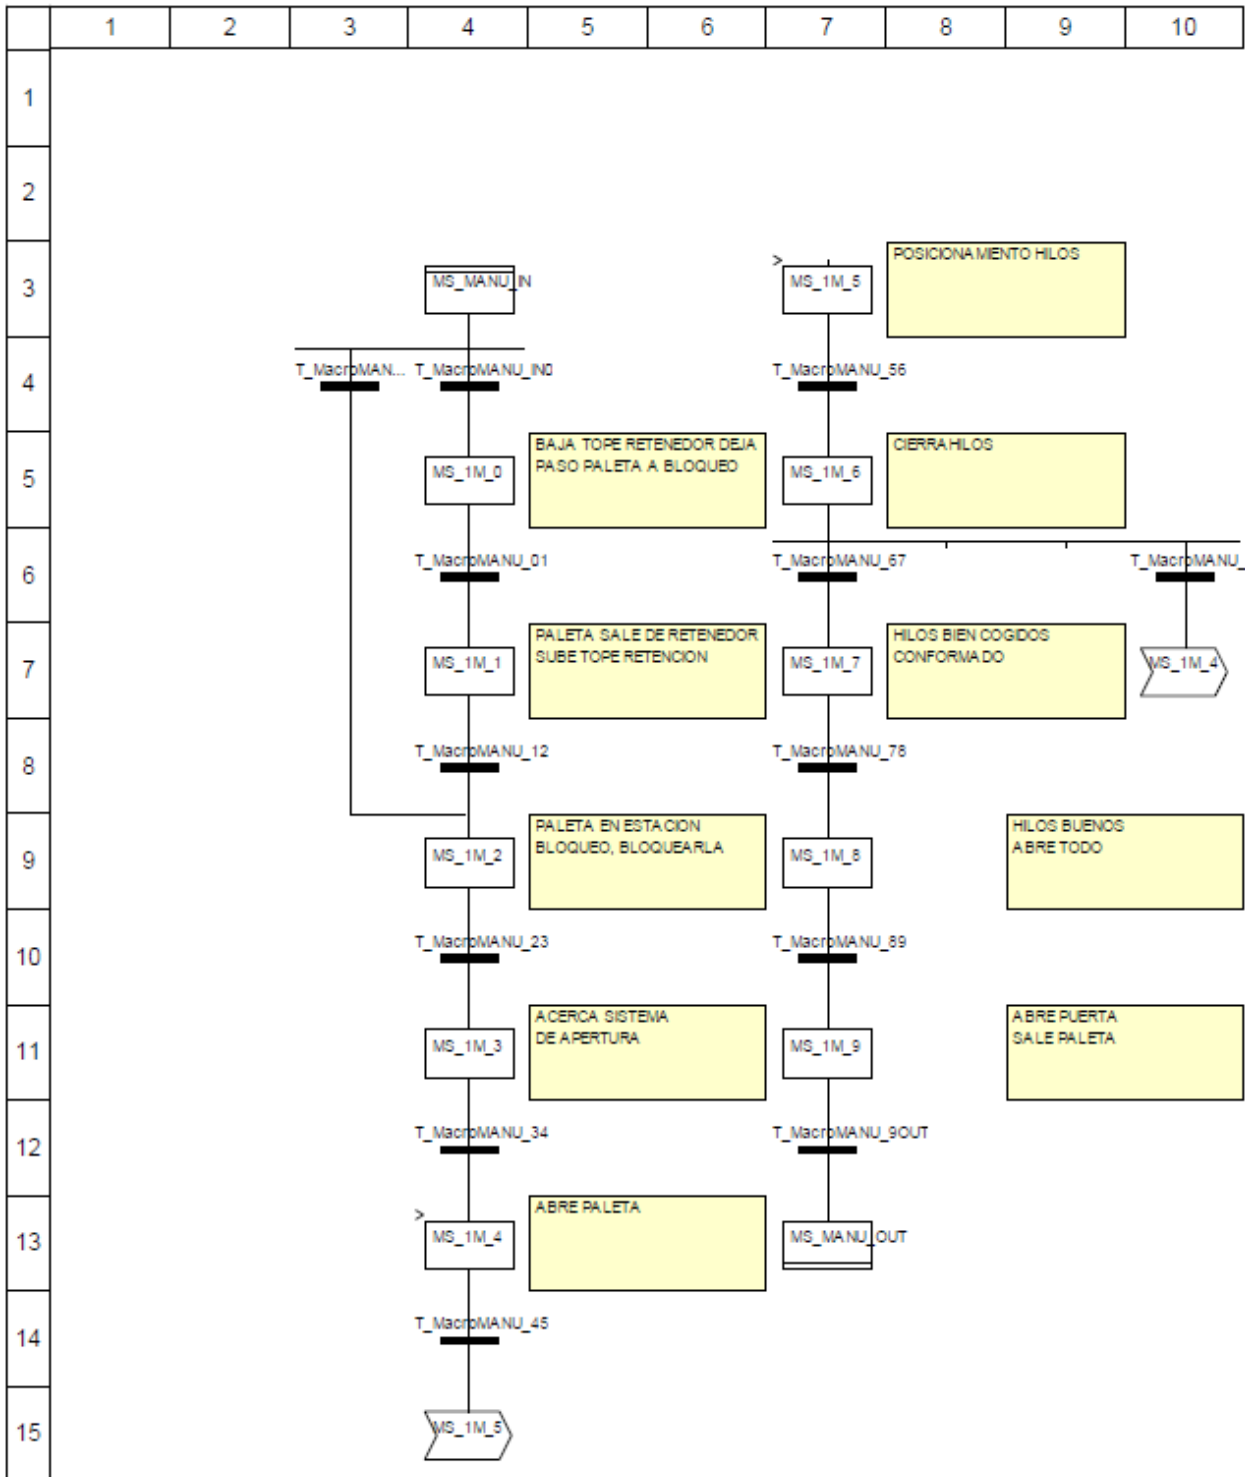 1 2 3 4 5 6 7 8 9 10
1
2
3
MS_MANU_IN
>
MS_1M_5
POSICIONAMIENTO HILOS
4
T_MacroMAN...
T_MacroMANU_IN0
T_MacroMANU_56
5
MS_1M_0
BAJA TOPE RETENEDOR DEJA
PASO PALETA A BLOQUEO
MS_1M_6
CIERRA HILOS
6
T_MacroMANU_01
T_MacroMANU_67
T_MacroMANU_
7
MS_1M_1
PALETA SALE DE RETENEDOR
SUBE TOPE RETENCION
MS_1M_7
HILOS BIEN COGIDOS
CONFORMADO
MS_1M_4
8
T_MacroMANU_12
T_MacroMANU_78
9
MS_1M_2
PALETA EN ESTACION
BLOQUEO, BLOQUEARLA
MS_1M_8
HILOS BUENOS
ABRE TODO
10
T_MacroMANU_23
T_MacroMANU_89
11
MS_1M_3
ACERCA SISTEMA
DE APERTURA
MS_1M_9
ABRE PUERTA
SALE PALETA
12
T_MacroMANU_34
T_MacroMANU_9OUT
13
>
MS_1M_4
ABRE PALETA
MS_MANU_OUT
14
T_MacroMANU_45
15
MS_1M_5